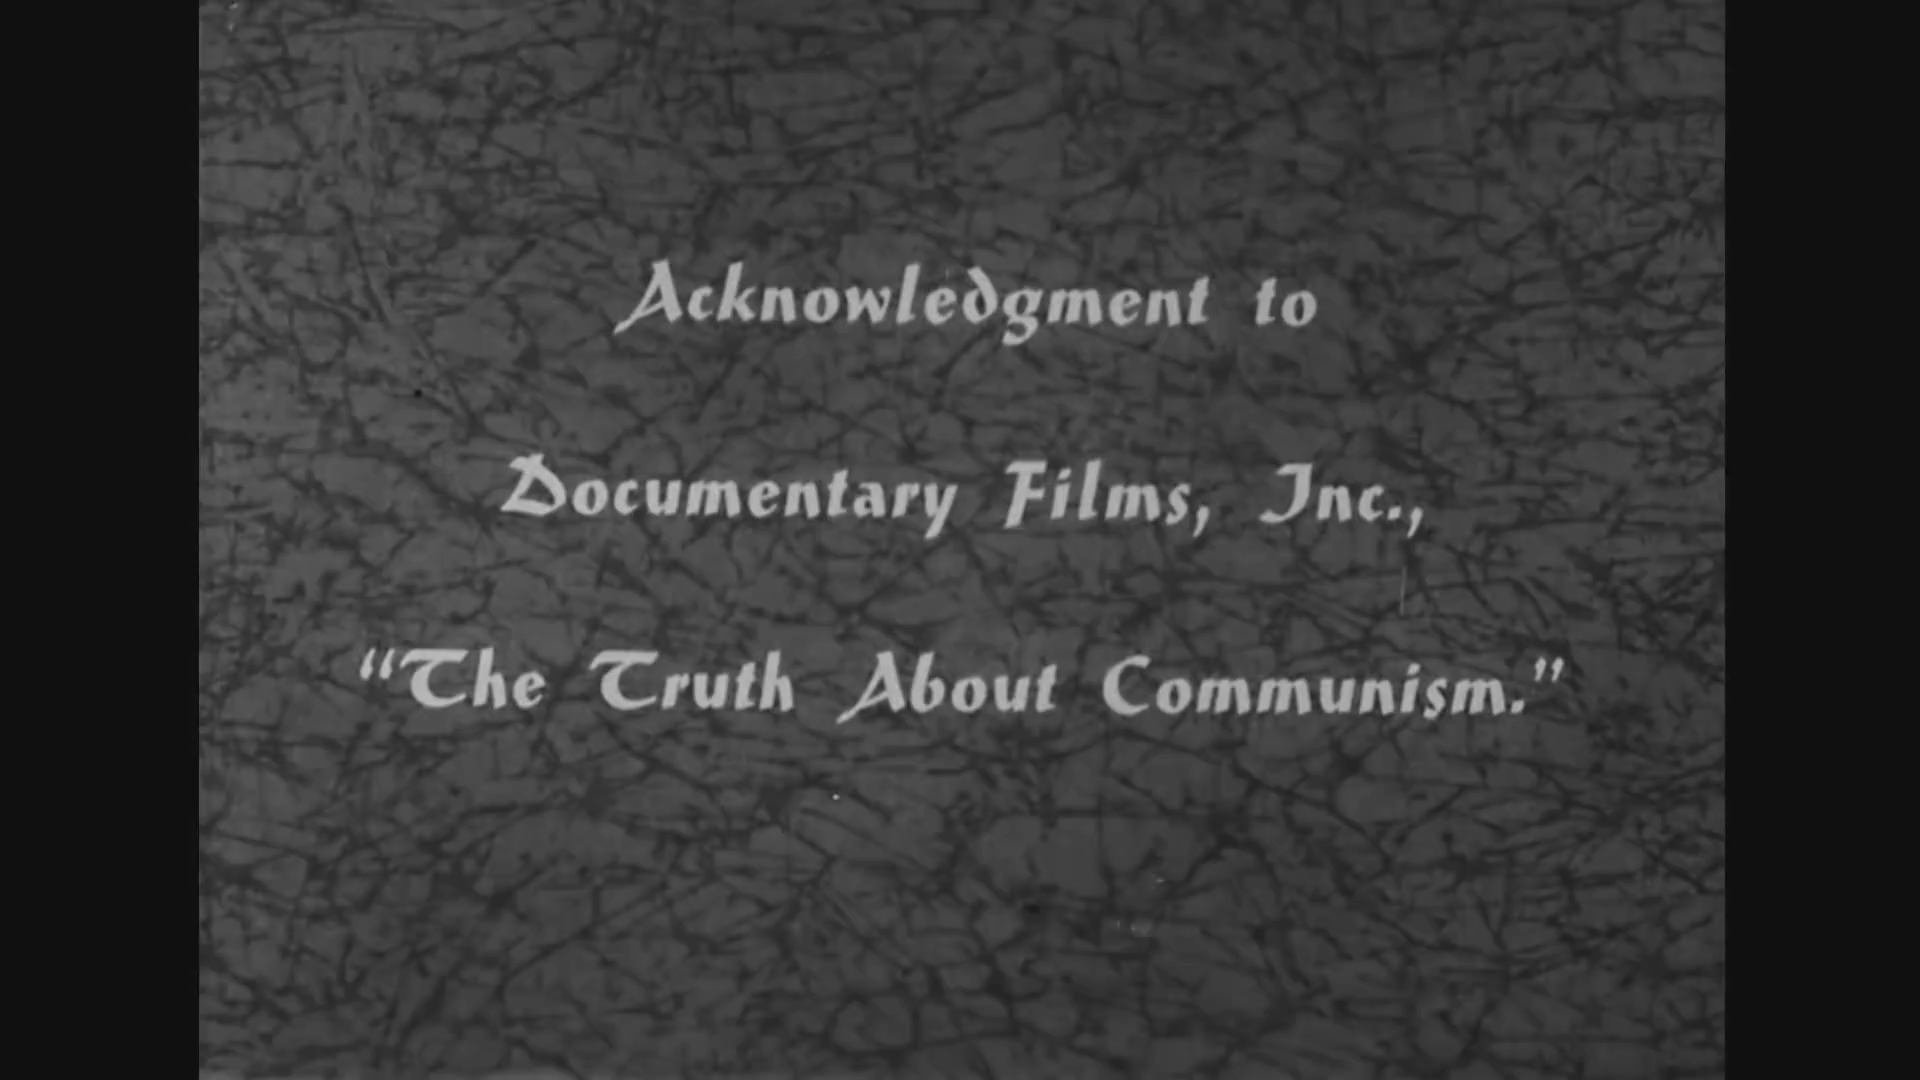 Acknowledgment to
Documentary Films, Inc.,
"The Truth About Communism."